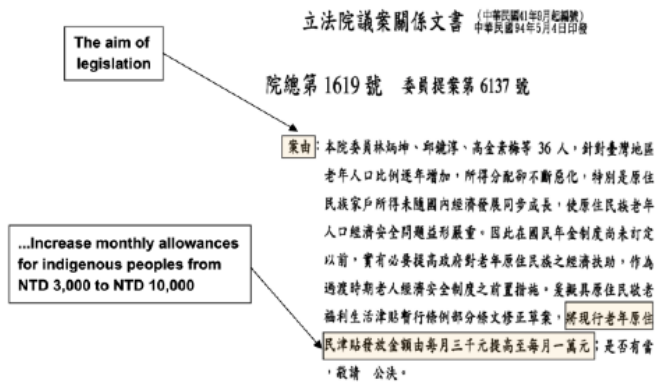 立法院議案關係文書 (中華民國41年9月起編號)
中華民國94年5月4日印發
The aim of
legislation
院總第1619號 委員提案第6137號
案由：本院委員林炳坤、邱鏡淳、高金素梅等 36 人，針對臺灣地區
老年人口比例逐年增加，所得分配卻不斷惡化，特別是原住
民族家戶所得未隨國內經濟發展同步成長，使原住民族老年
人口經濟安全問題益形嚴重。因此在國民年金制度尚未訂定
以前，實有必要提高政府對老年原住民族之經濟扶助，作為
過渡時期老人經濟安全制度之前置措施。爰擬具原住民敬老
福利生活津貼暫行條例部分條文修正草案，將現行老年原住
民津貼發放金額由每月三千元提高至每月一萬元；是否有當
，敬請 公決。
...Increase monthly allowances
for indigenous peoples from
NTD 3,000 to NTD 10,000